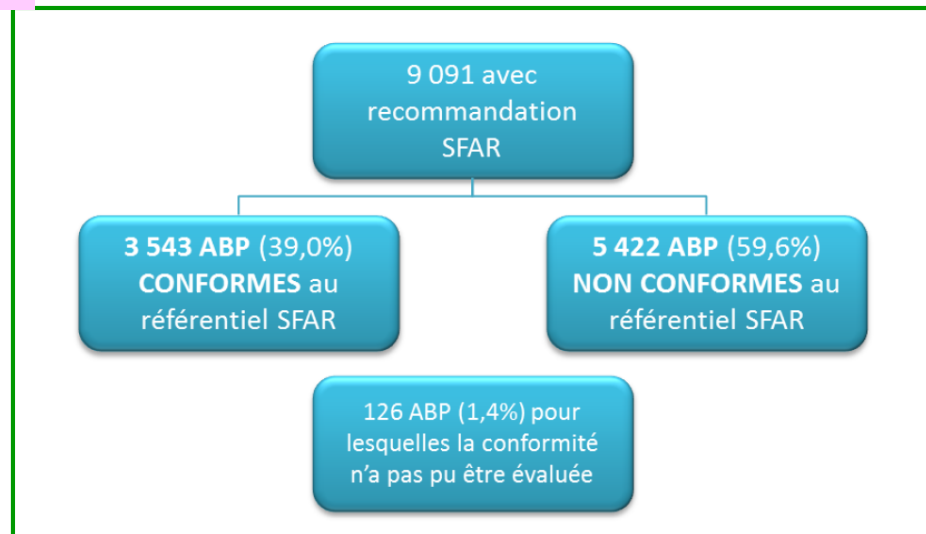 9 091 avec
recommandation
SFAR
3 543 ABP (39,0%)
CONFORMES au
référentiel SFAR
5 422 ABP (59,6%)
NON CONFORMES au
référentiel SFAR
126 ABP (1,4%) pour
lesquelles la conformité
n'a pas pu être évaluée